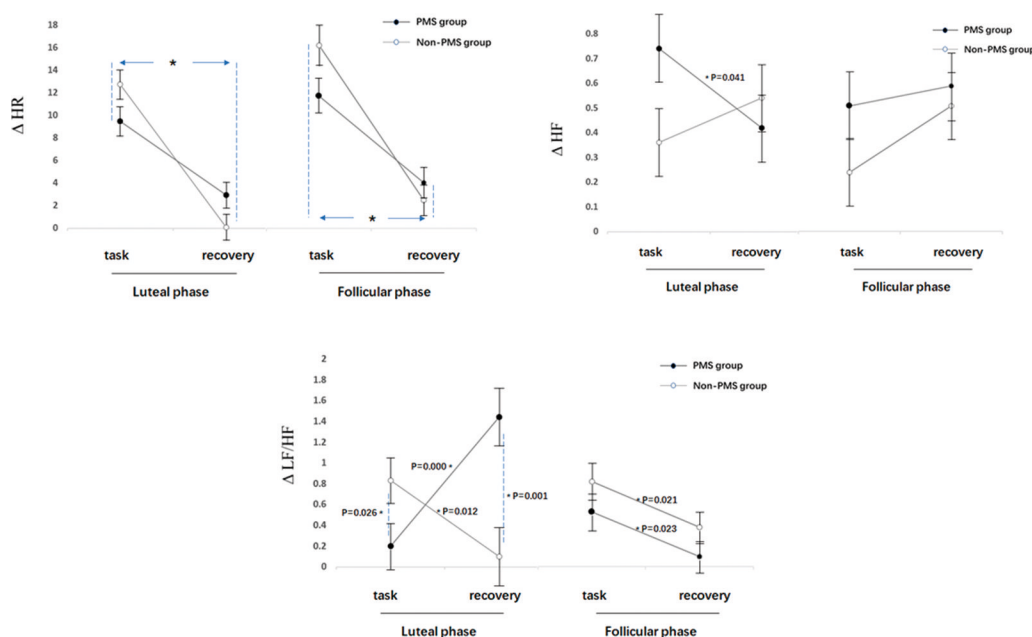 18
16
14
12
10
8
6
4
2
0
Δ HR
PMS group
Non-PMS group
*
*
task
recovery
task
recovery
Luteal phase
Follicular phase
0.8
0.7
0.6
0.5
0.4
0.3
0.2
0.1
0
Δ HF
PMS group
Non-PMS group
* P=0.041
task
recovery
task
recovery
Luteal phase
Follicular phase
2
1.8
1.6
1.4
1.2
1
0.8
0.6
0.4
0.2
0
Δ LF/HF
PMS group
Non-PMS group
P=0.000 *
P=0.026 *
* P=0.012
* P=0.001
* P=0.021
* P=0.023
task
recovery
task
recovery
Luteal phase
Follicular phase